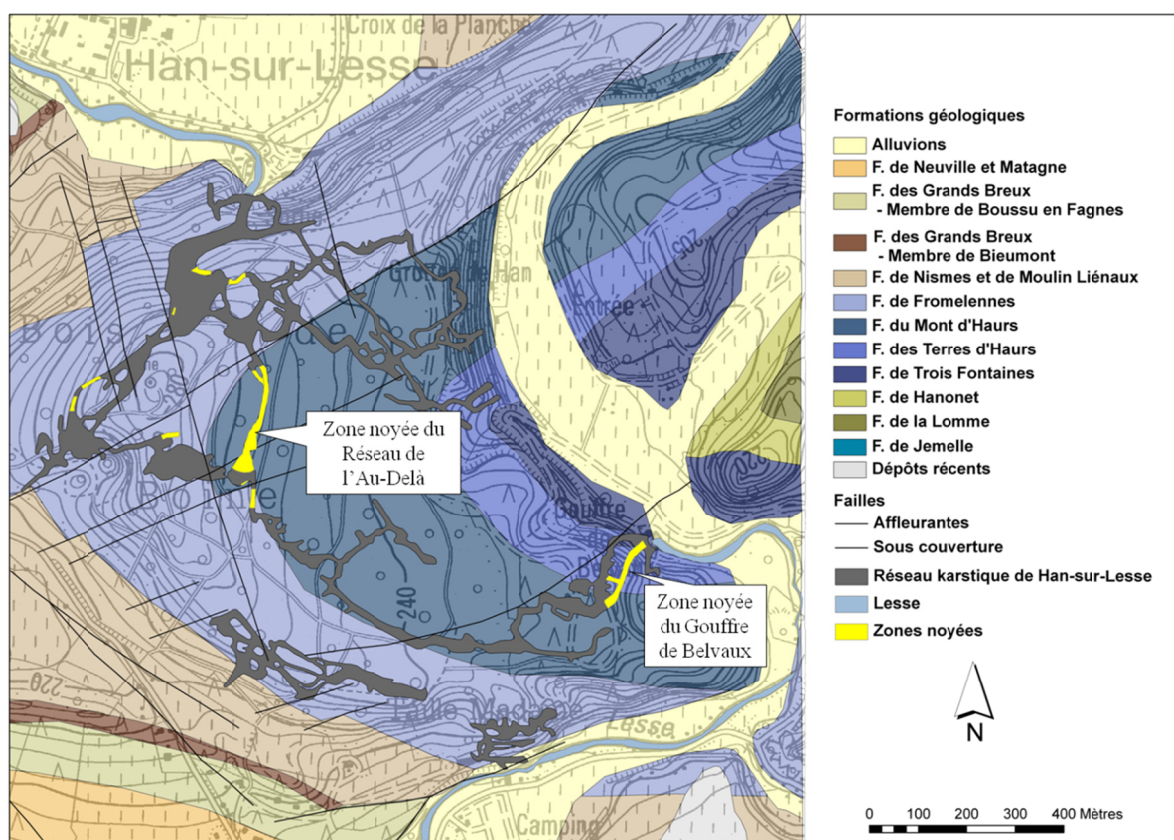 Croix de la Planche
Han-sur-Lesse
Grottes de Han
Entrée
205
Bois
Zone noyée du
Réseau de
l'Au-Delà
Gouffre
240
Zone noyée
du Gouffre
de Belvaux
220
Lesse
Camping
N
Formations géologiques
Alluvions
F. de Neuville et Matagne
F. des Grands Breux
- Membre de Boussu en Fagnes
F. des Grands Breux
- Membre de Bieumont
F. de Nismes et de Moulin Liénaux
F. de Fromelennes
F. du Mont d'Haurs
F. des Terres d'Haurs
F. de Trois Fontaines
F. de Hanonet
F. de la Lomme
F. de Jemelle
Dépôts récents
Failles
Affleurantes
Sous couverture
Réseau karstique de Han-sur-Lesse
Lesse
Zones noyées
0 100 200 300 400 Mètres